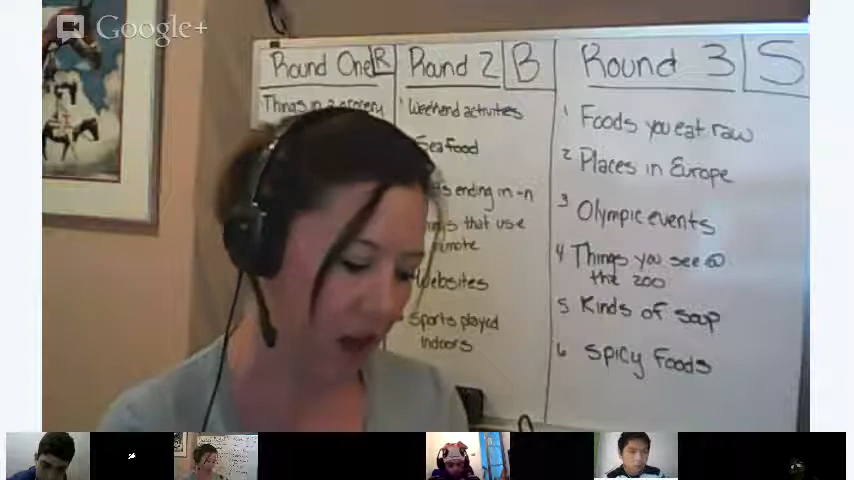 Google+
Round One R
Things in a grocery
Round 2 B
1 Weekend activities
Seafood
ending in -n
that use
Websites
Sports played
indoors
Round 3 S
1 Foods you eat raw
2 Places in Europe
3 Olympic events
4 Things you see @
the zoo
5 Kinds of soup
6 Spicy Foods